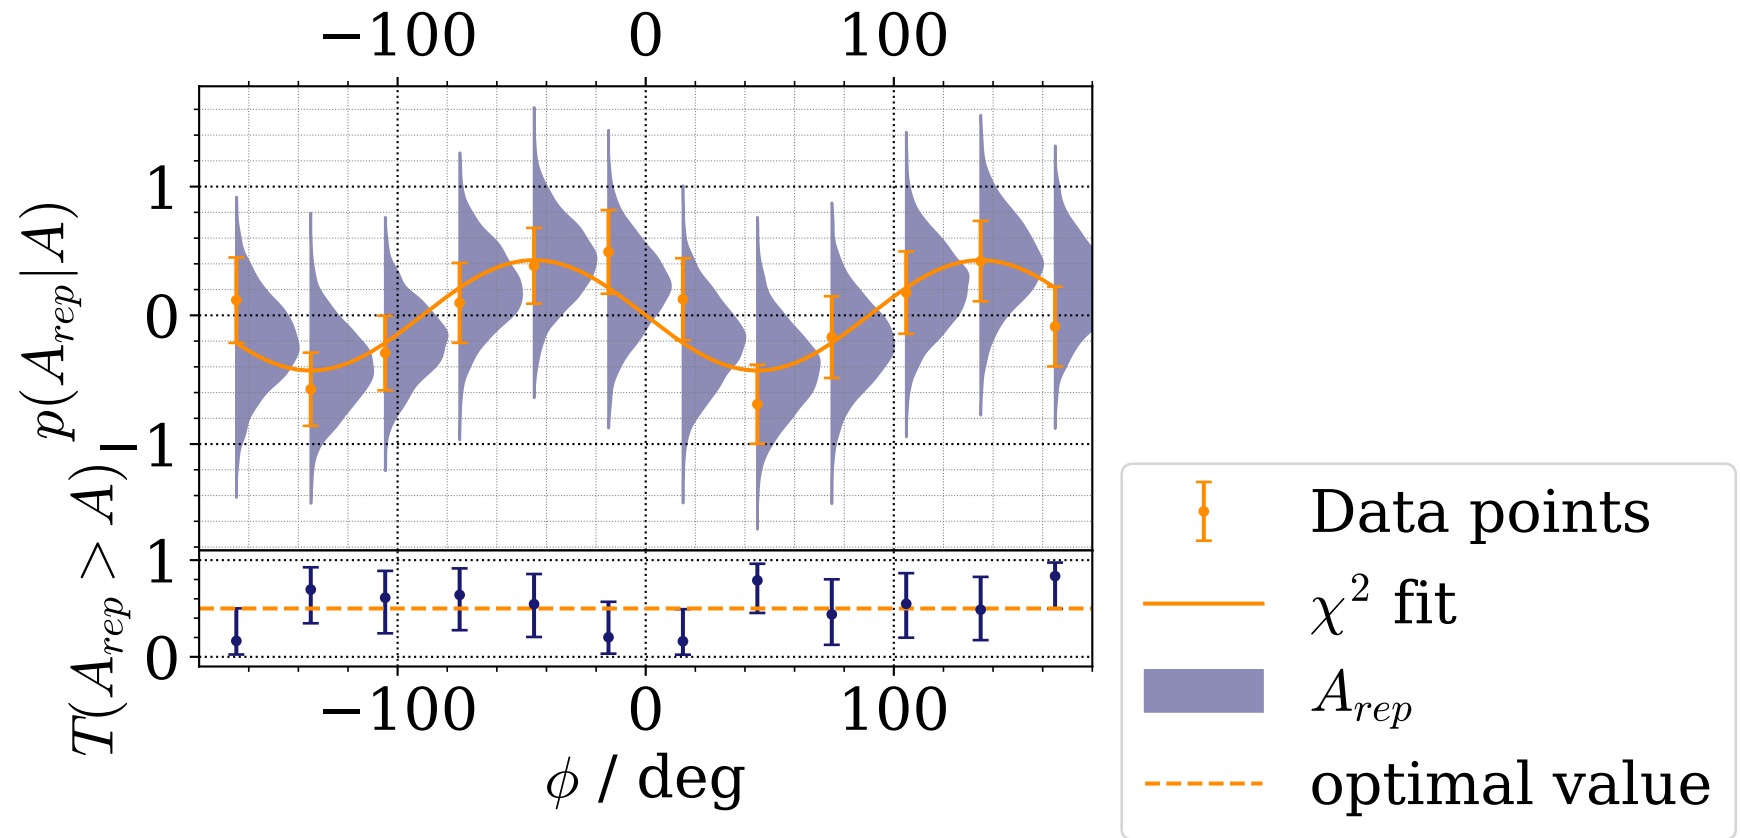 −100 0 100
p(A_rep|A)
1
0
−1
T(A_rep > A)
1
0
−100 0 100
ϕ / deg
Data points
χ² fit
A_rep
optimal value